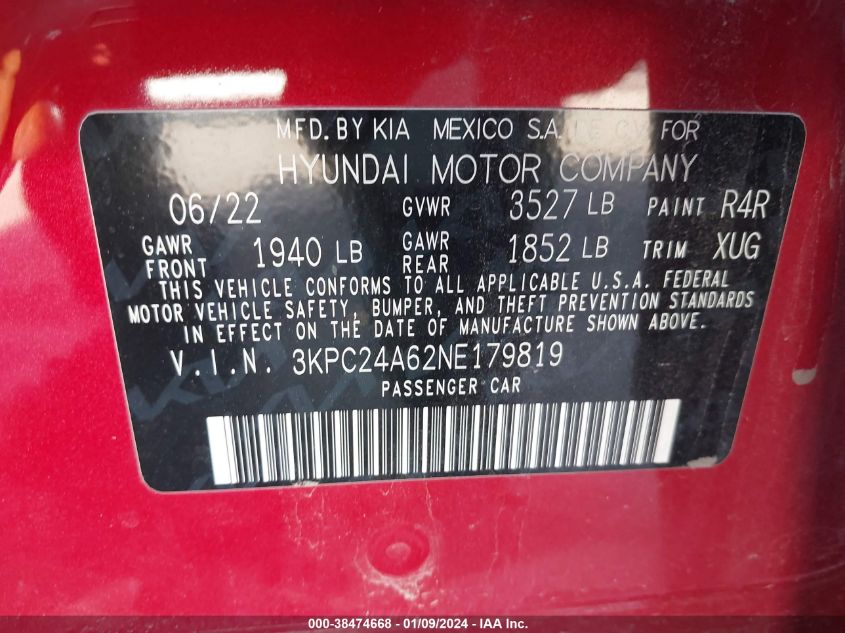 MFD. BY KIA MEXICO S.A. DE C.V. FOR
HYUNDAI MOTOR COMPANY
06/22 GVWR 3527 LB PAINT R4R
GAWR FRONT 1940 LB GAWR REAR 1852 LB TRIM XUG
THIS VEHICLE CONFORMS TO ALL APPLICABLE U.S.A. FEDERAL
MOTOR VEHICLE SAFETY, BUMPER, AND THEFT PREVENTION STANDARDS
IN EFFECT ON THE DATE OF MANUFACTURE SHOWN ABOVE.
V.I.N. 3KPC24A62NE179819
PASSENGER CAR
000-38474668 - 01/09/2024 - IAA Inc.